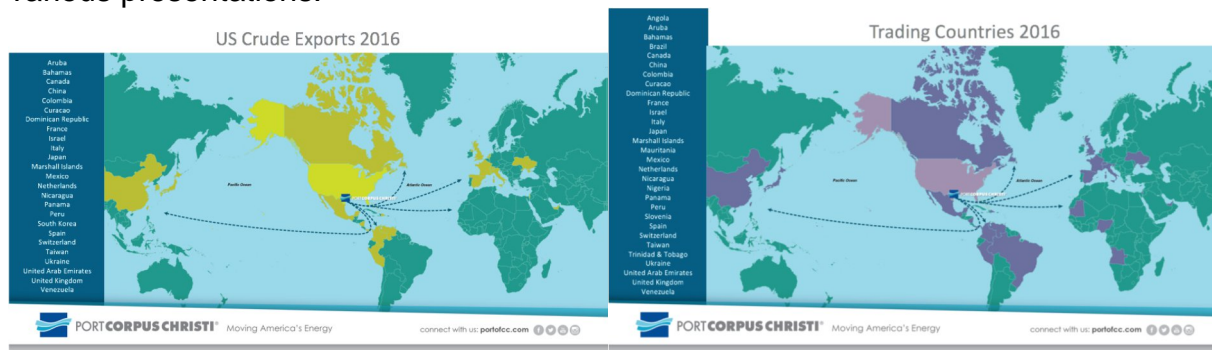 various presentations.
US Crude Exports 2016
Aruba
Bahamas
Canada
China
Colombia
Curacao
Dominican Republic
France
Israel
Italy
Japan
Marshall Islands
Mexico
Netherlands
Nicaragua
Panama
Peru
South Korea
Spain
Switzerland
Taiwan
Ukraine
United Arab Emirates
United Kingdom
Venezuela
Pacific Ocean
Atlantic Ocean
PORTCORPUS CHRISTI® Moving America's Energy connect with us: portofcc.com
Trading Countries 2016
Angola
Aruba
Bahamas
Brazil
Canada
China
Colombia
Curacao
Dominican Republic
France
Israel
Italy
Japan
Marshall Islands
Mauritania
Mexico
Netherlands
Nicaragua
Nigeria
Panama
Peru
Slovenia
Spain
Switzerland
Taiwan
Trinidad & Tobago
Ukraine
United Arab Emirates
United Kingdom
Venezuela
Pacific Ocean
Atlantic Ocean
PORTCORPUS CHRISTI® Moving America's Energy connect with us: portofcc.com